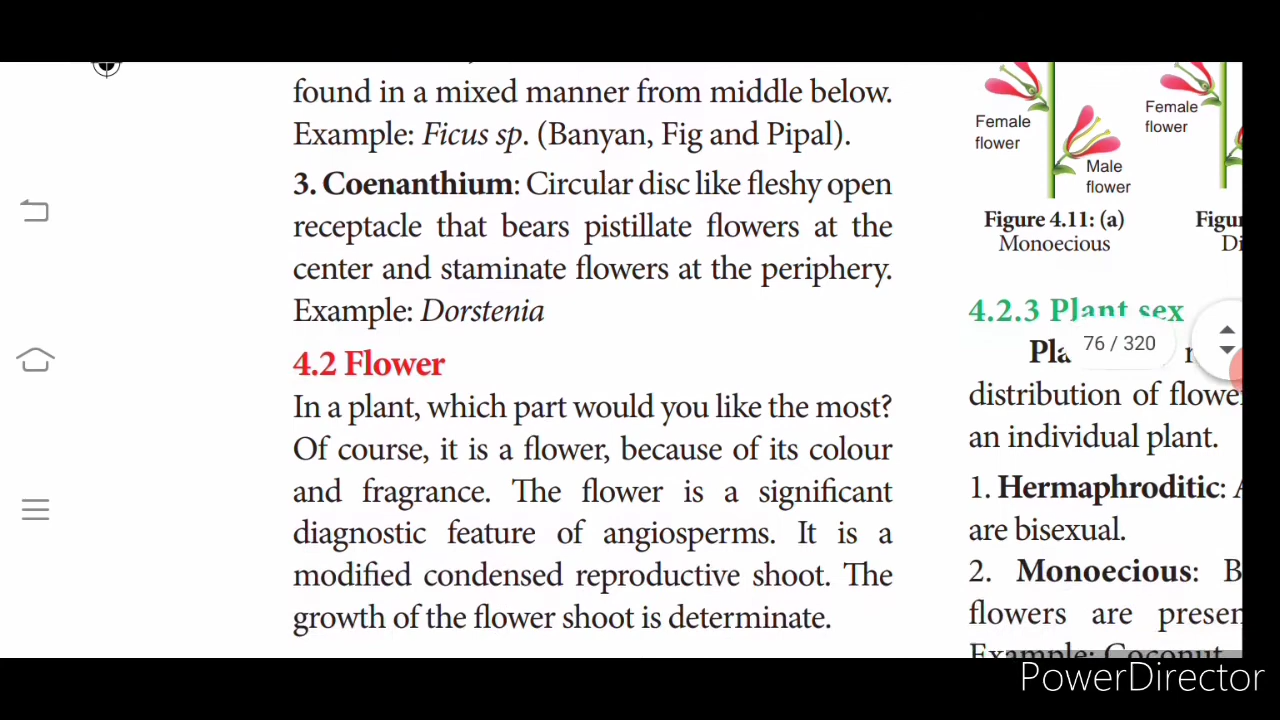 found in a mixed manner from middle below.
Example: Ficus sp. (Banyan, Fig and Pipal).
3. Coenanthium: Circular disc like fleshy open
receptacle that bears pistillate flowers at the
center and staminate flowers at the periphery.
Example: Dorstenia
4.2 Flower
In a plant, which part would you like the most?
Of course, it is a flower, because of its colour
and fragrance. The flower is a significant
diagnostic feature of angiosperms. It is a
modified condensed reproductive shoot. The
growth of the flower shoot is determinate.
Female
flower
Male
flower
Figure 4.11: (a)
Monoecious
Female
flower
4.2.3 Plant sex
76 / 320
distribution of
an individual plant.
1. Hermaphroditic:
are bisexual.
2. Monoecious:
flowers are
Example: Coconut
PowerDirector